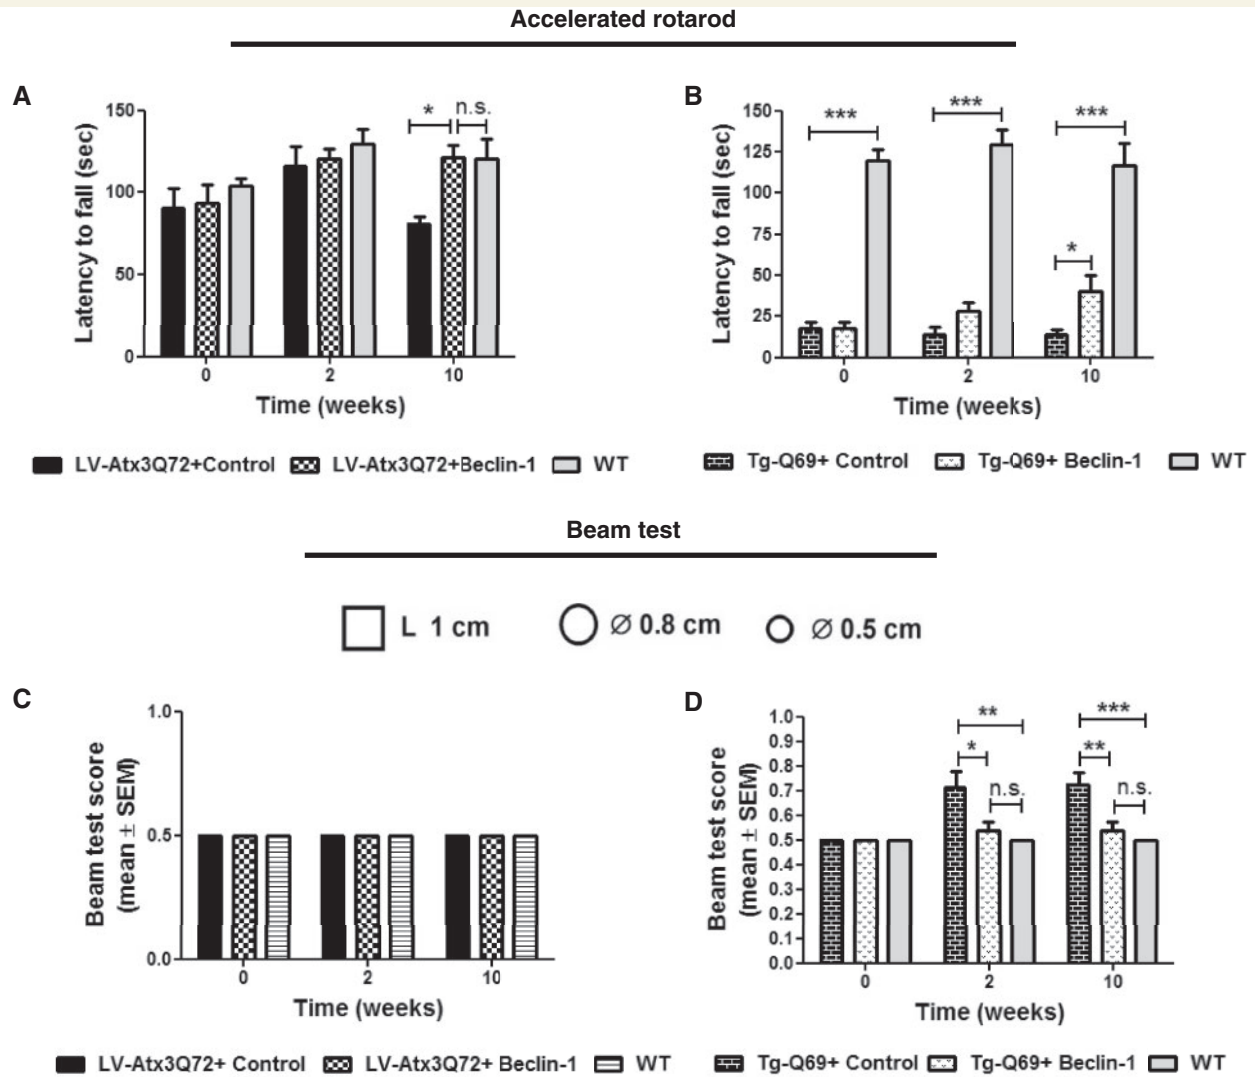 Accelerated rotarod
A
Latency to fall (sec)
150
100
50
0
* n.s.
0 2 10
Time (weeks)
LV-Atx3Q72+Control LV-Atx3Q72+Beclin-1 WT
B
Latency to fall (sec)
150
125
100
75
50
25
0
*** *** ***
*
0 2 10
Time (weeks)
Tg-Q69+ Control Tg-Q69+ Beclin-1 WT
Beam test
L 1 cm ∅ 0.8 cm ∅ 0.5 cm
C
Beam test score
(mean ± SEM)
1.0
0.5
0.0
0 2 10
Time (weeks)
LV-Atx3Q72+ Control LV-Atx3Q72+ Beclin-1 WT
D
Beam test score
(mean ± SEM)
1.0
0.9
0.8
0.7
0.6
0.5
0.4
0.3
0.2
0.1
0.0
** ***
* **
n.s. n.s.
0 2 10
Time (weeks)
Tg-Q69+ Control Tg-Q69+ Beclin-1 WT